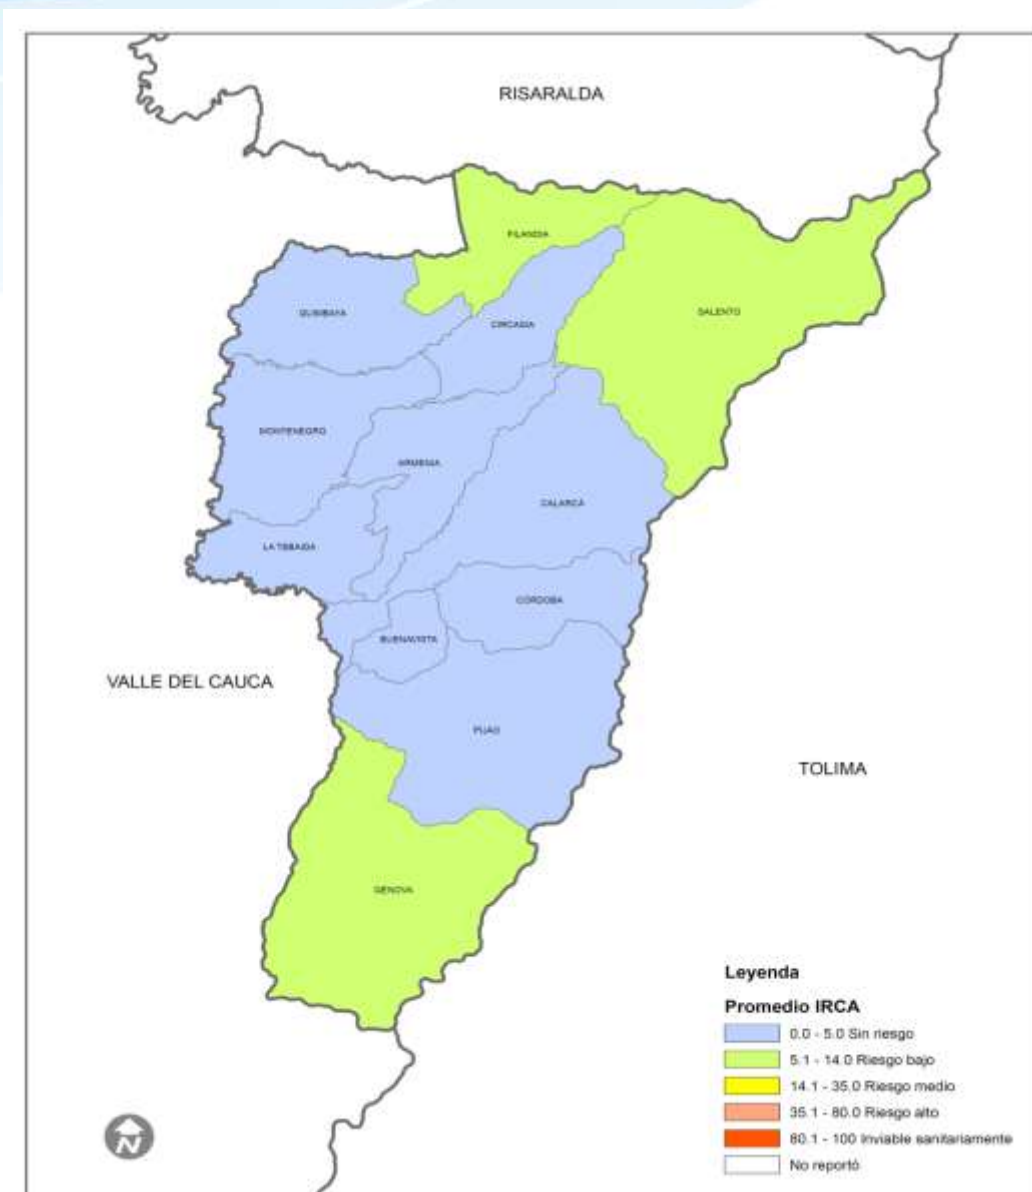 RISARALDA
FILANDIA
SALENTO
QUIMBAYA
CIRCASIA
MONTENEGRO
ARMENIA
CALARCÁ
LA TEBAIDA
CORDOBA
BUENAVISTA
VALLE DEL CAUCA
PIJAO
TOLIMA
GENOVA
Leyenda
Promedio IRCA
0.0 - 5.0 Sin riesgo
5.1 - 14.0 Riesgo bajo
14.1 - 35.0 Riesgo medio
35.1 - 80.0 Riesgo alto
80.1 - 100 Inviable sanitariamente
No reportó
N